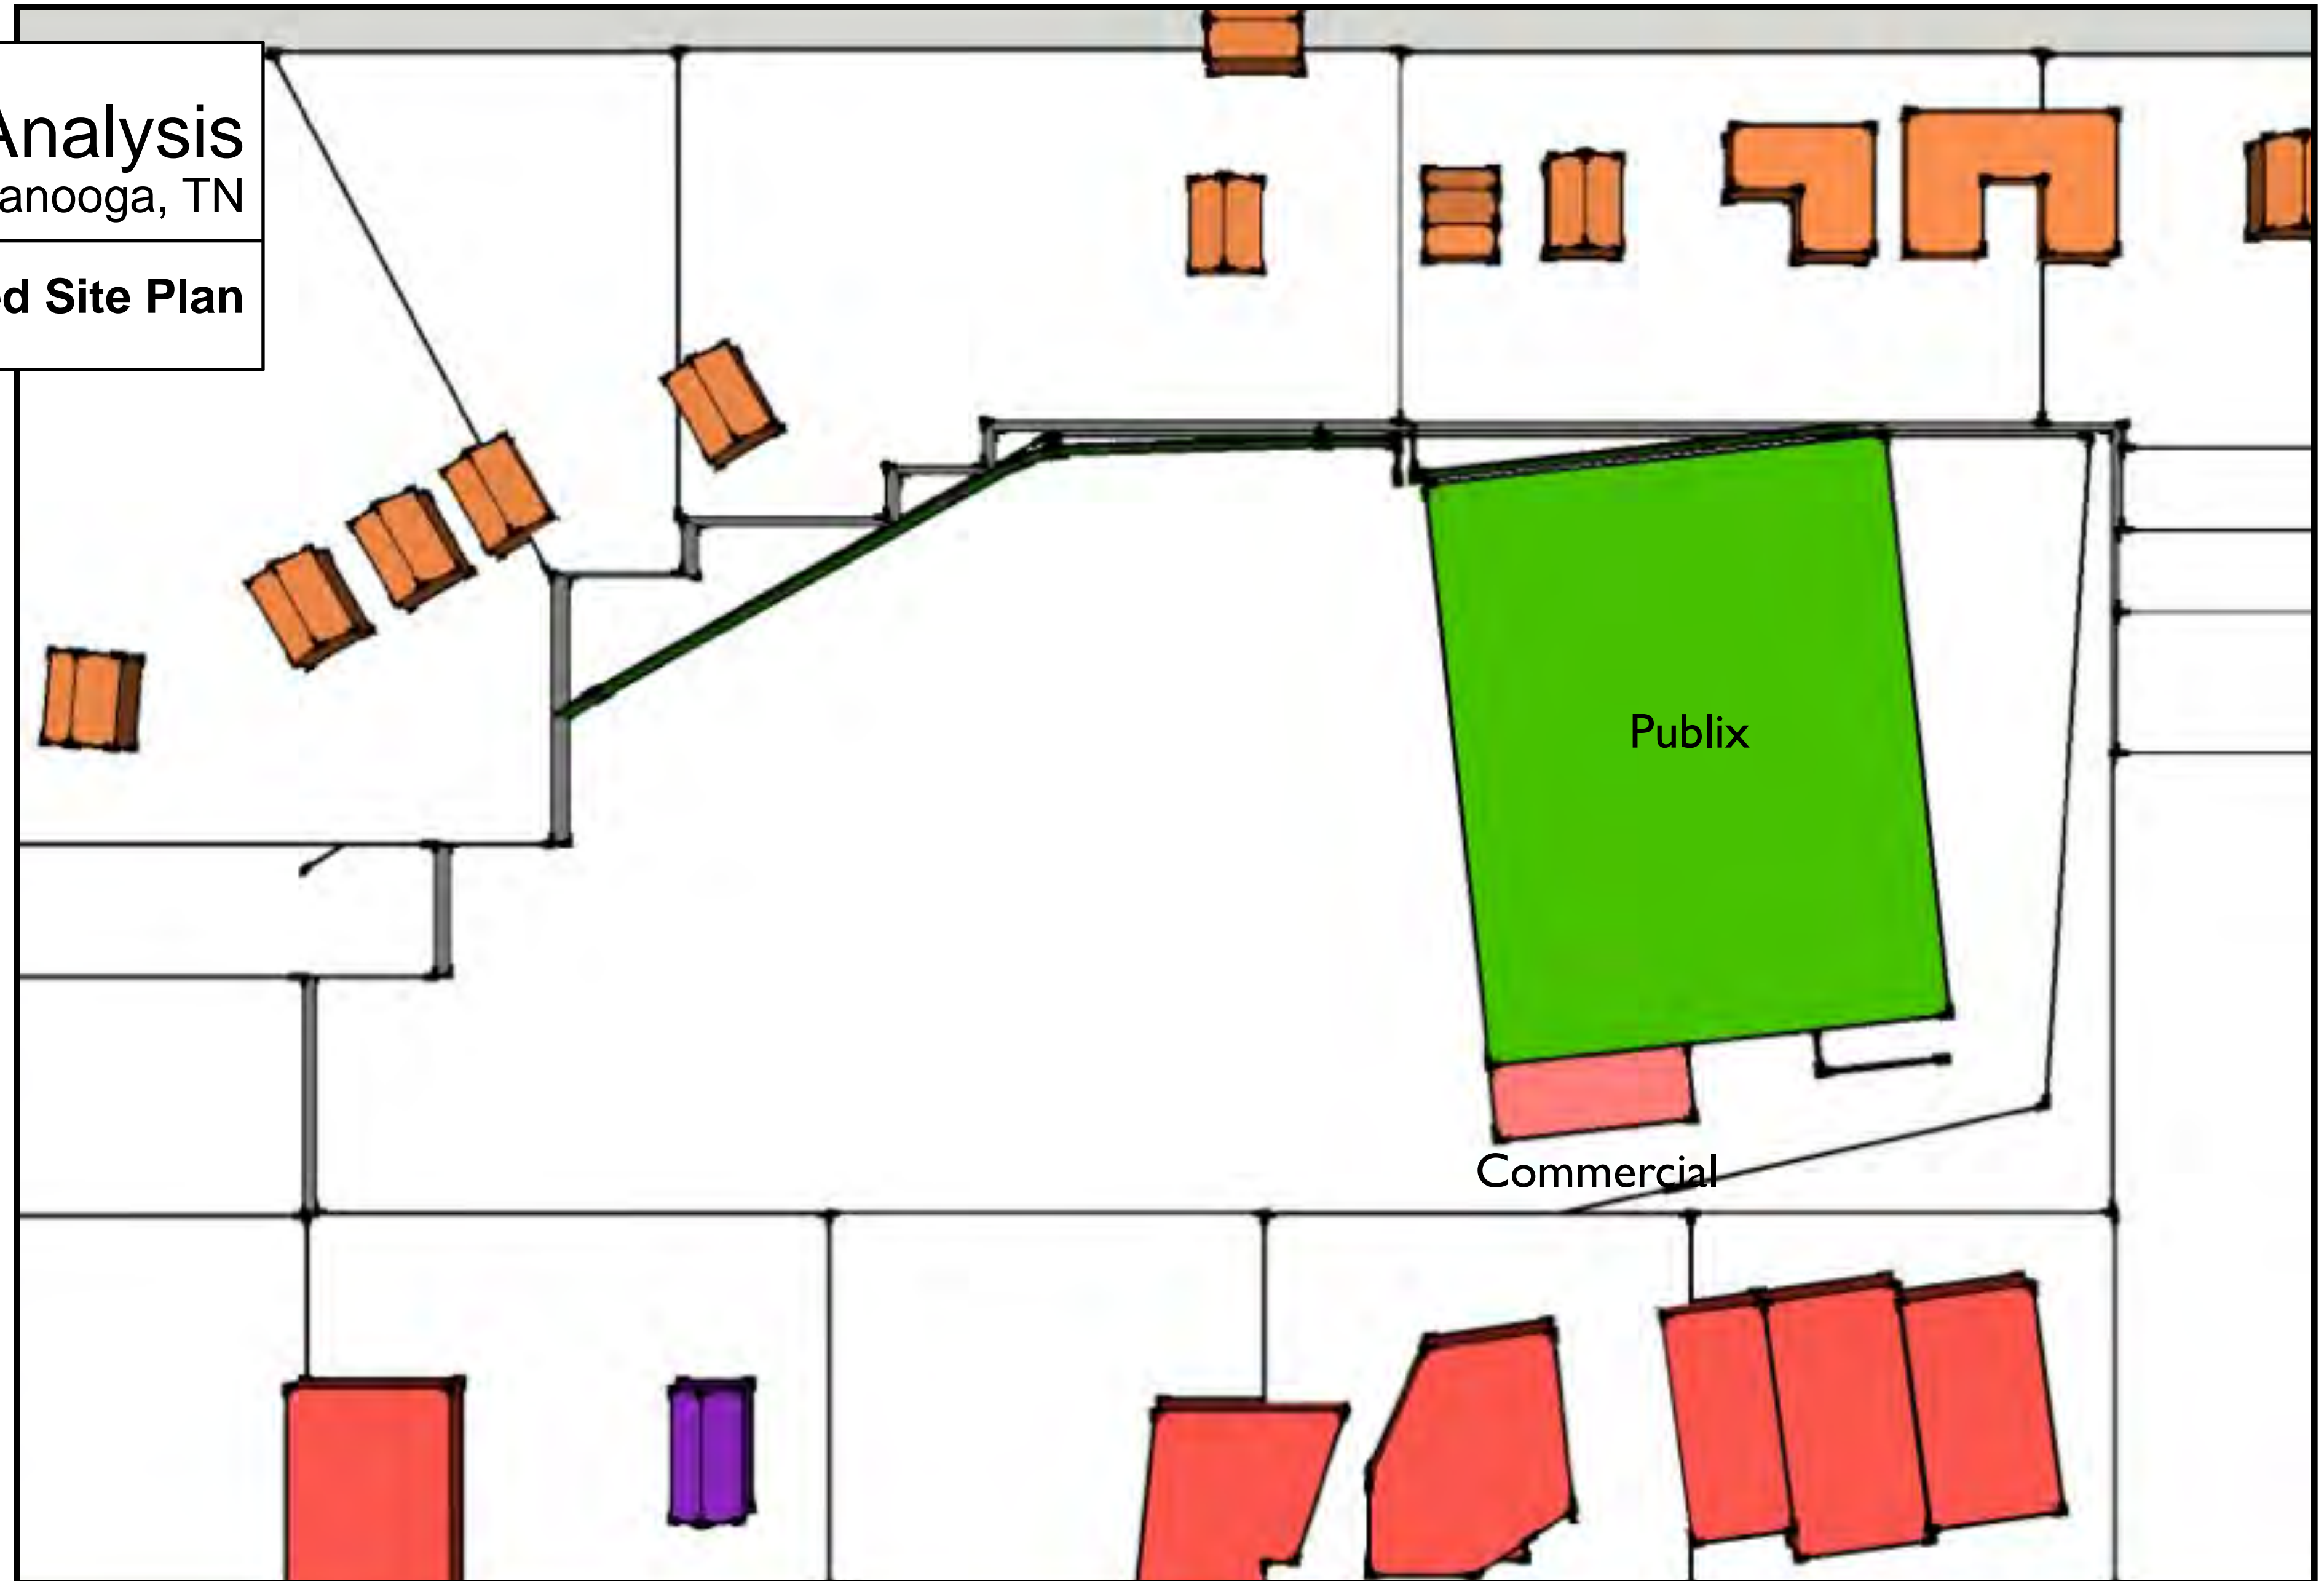 Analysis
anooga, TN
d Site Plan
Publix
Commercial